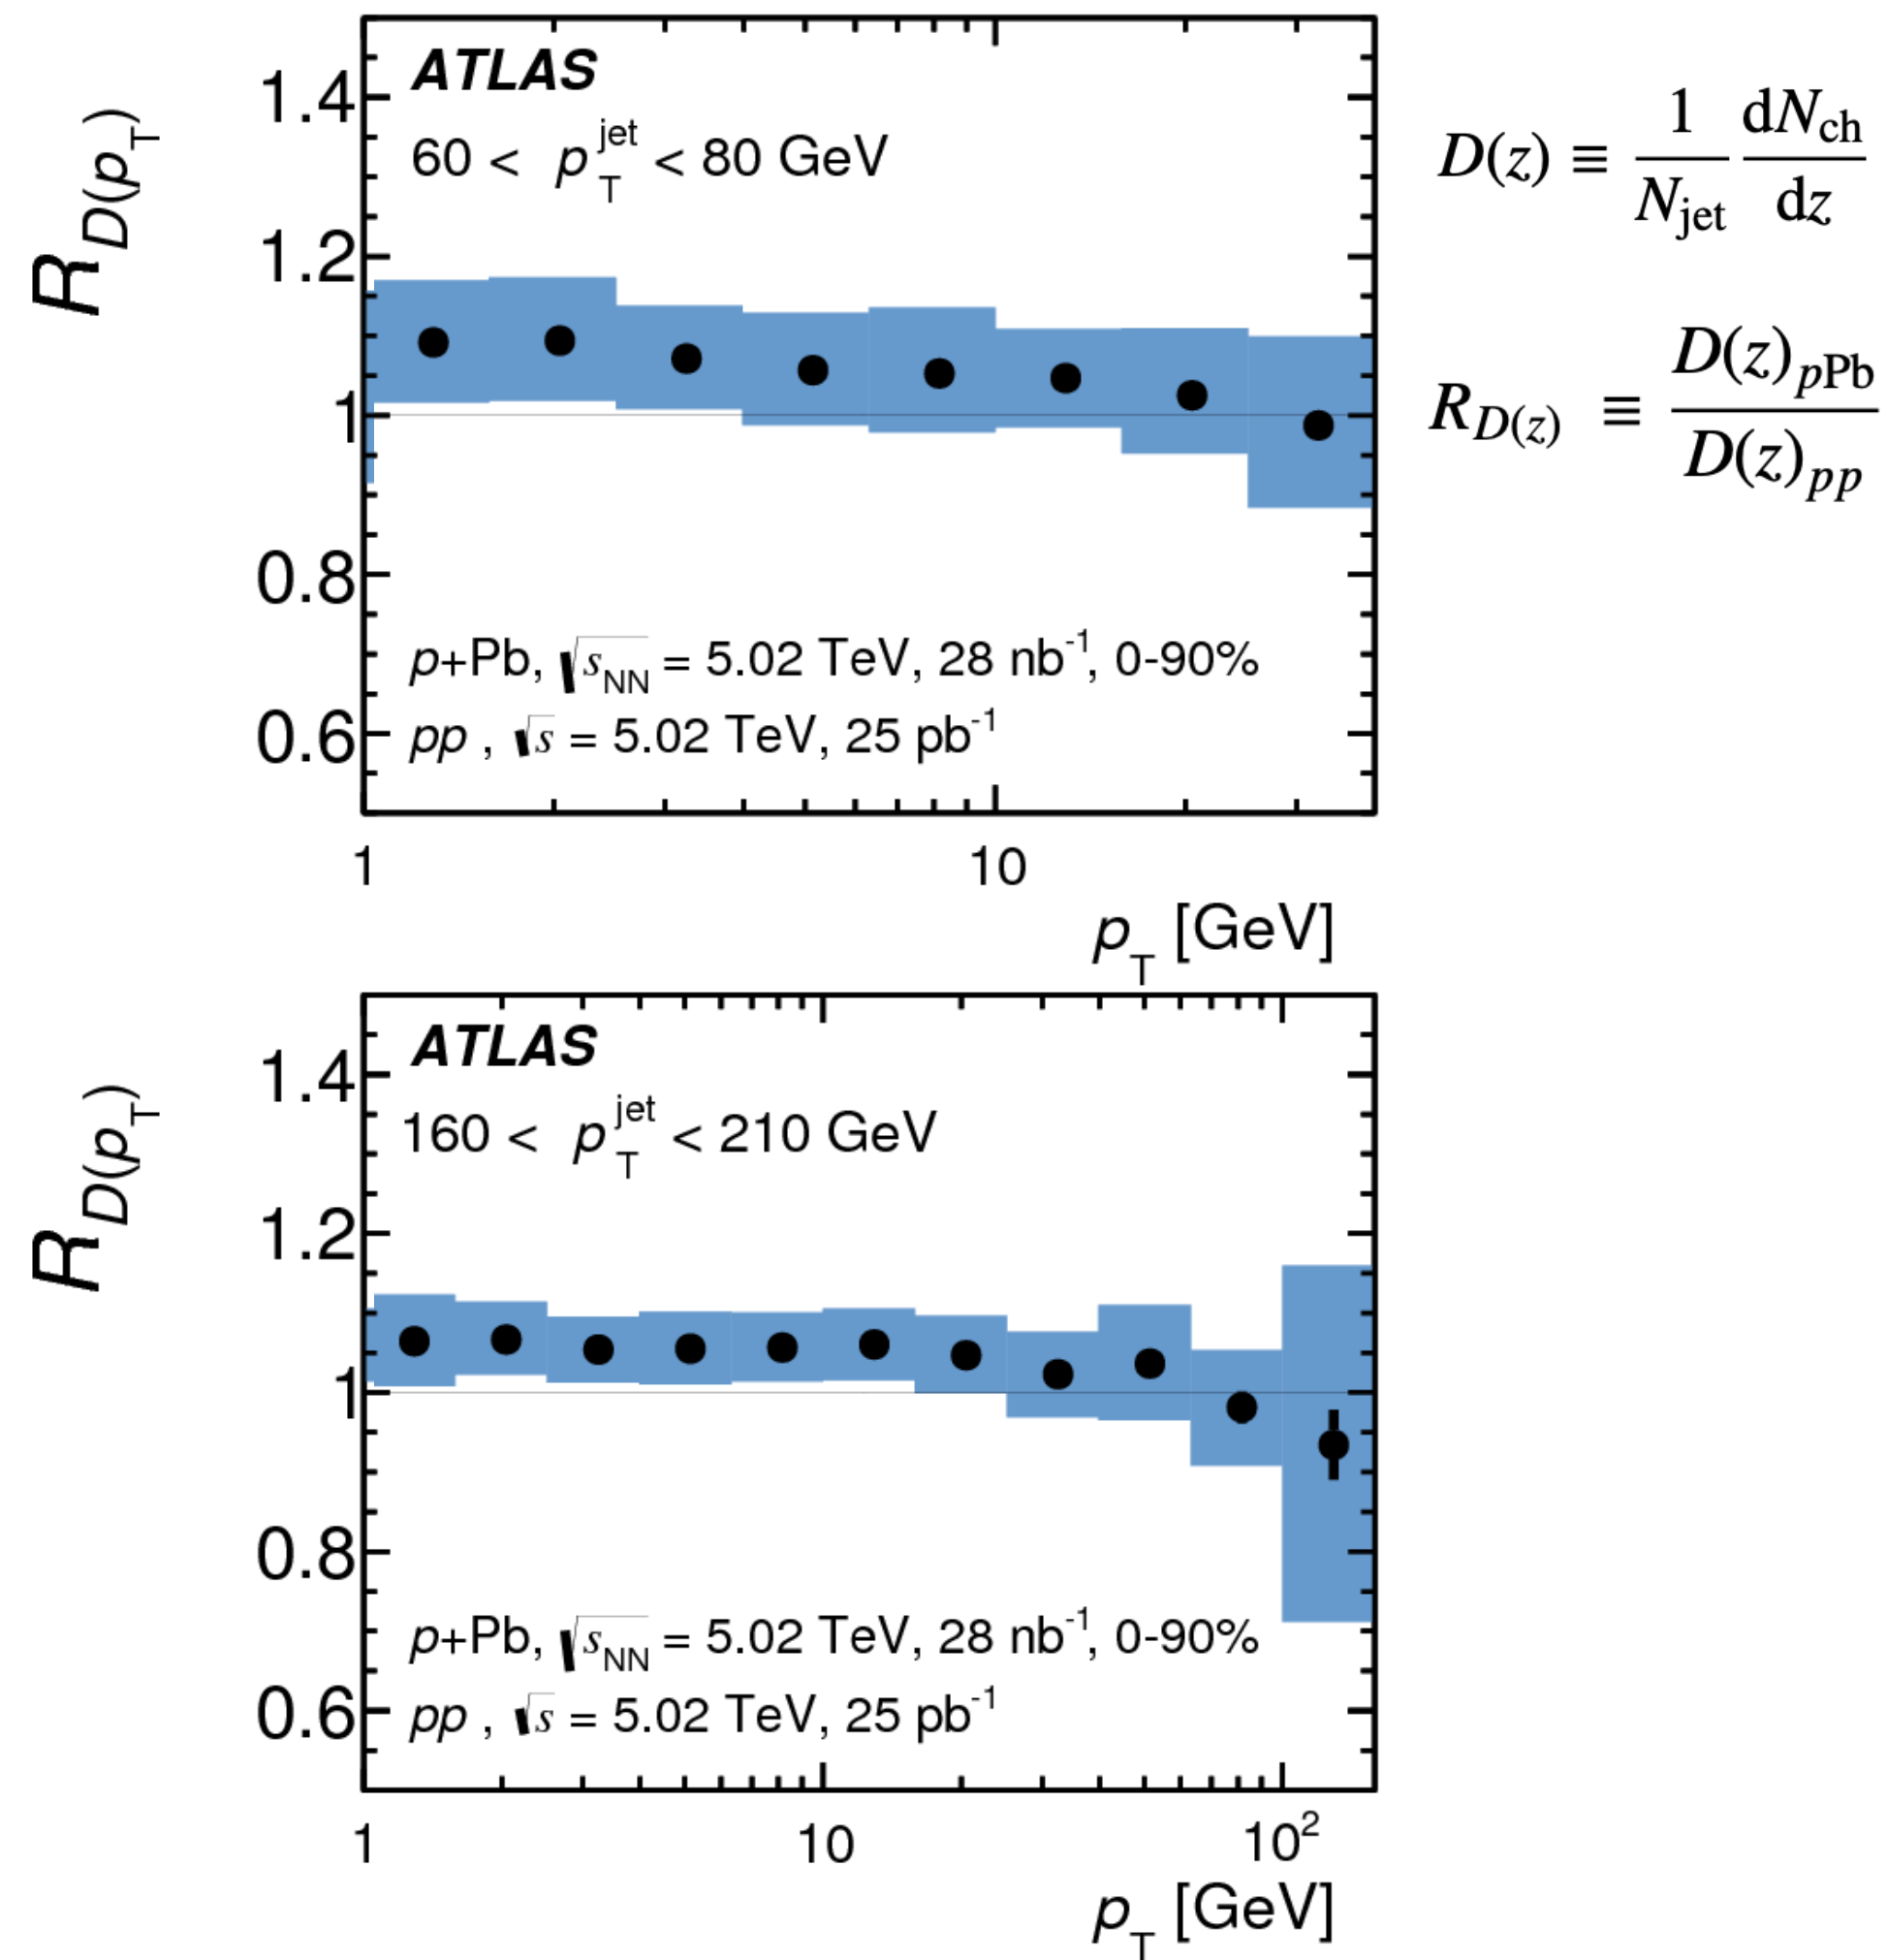 ATLAS
60 < p_T^jet < 80 GeV
R_D(p_T)
1.4
1.2
1
0.8
0.6
p+Pb, √s_NN = 5.02 TeV, 28 nb^-1, 0-90%
pp , √s = 5.02 TeV, 25 pb^-1
1 10
p_T [GeV]
D(z) ≡ 1/N_jet dN_ch/dz
R_D(z) ≡ D(z)_pPb / D(z)_pp
ATLAS
160 < p_T^jet < 210 GeV
R_D(p_T)
1.4
1.2
1
0.8
0.6
p+Pb, √s_NN = 5.02 TeV, 28 nb^-1, 0-90%
pp , √s = 5.02 TeV, 25 pb^-1
1 10 10^2
p_T [GeV]